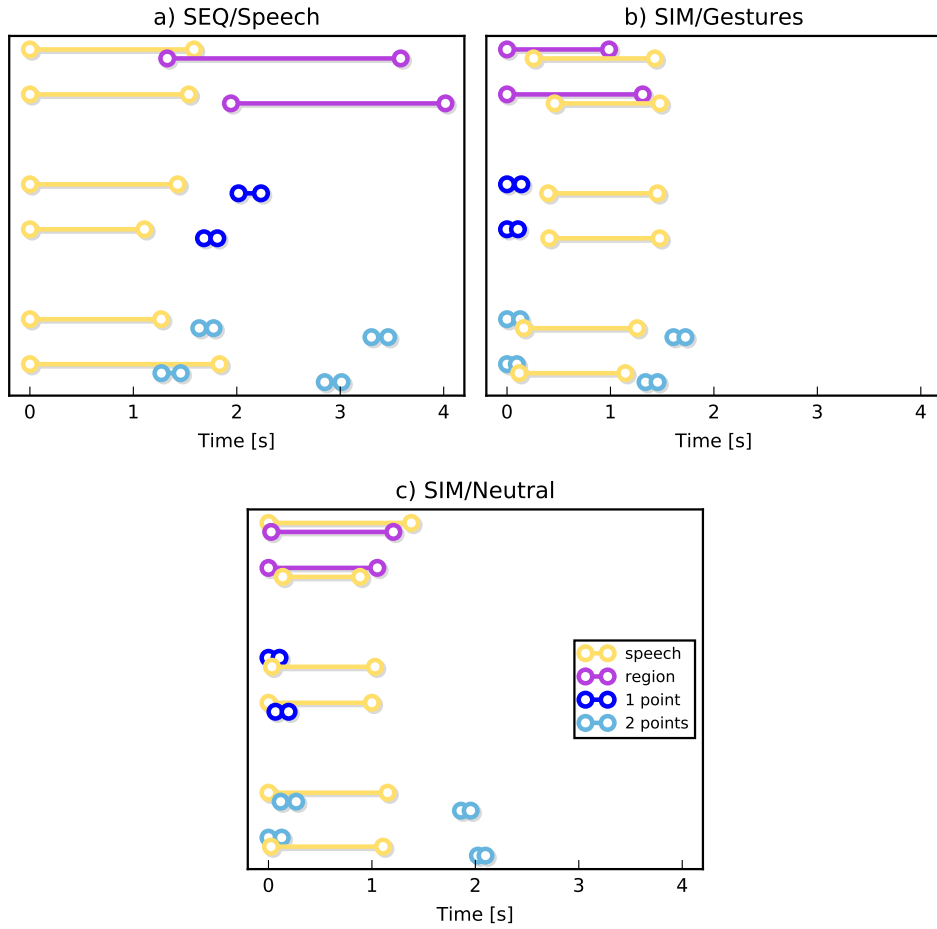 a) SEQ/Speech
b) SIM/Gestures
0 1 2 3 4
0 1 2 3 4
Time [s]
Time [s]
c) SIM/Neutral
speech
region
1 point
2 points
0 1 2 3 4
Time [s]